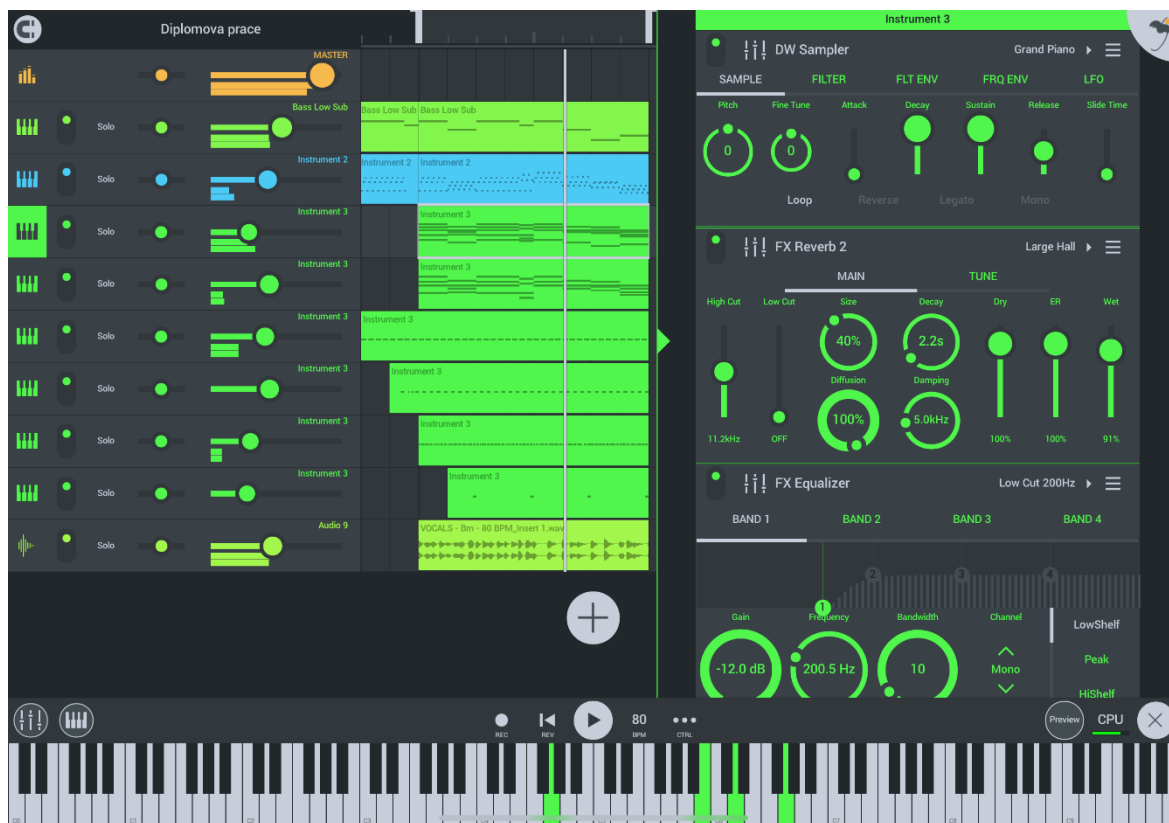 Diplomova prace
Instrument 3
MASTER
Bass Low Sub
Solo
Bass Low Sub Bass Low Sub
Instrument 2
Solo
Instrument 2 Instrument 2
Instrument 3
Solo
Instrument 3
Instrument 3
Solo
Instrument 3
Instrument 3
Solo
Instrument 3
Instrument 3
Solo
Instrument 3
Instrument 3
Solo
Instrument 3
Instrument 3
Solo
Instrument 3
Audio 9
Solo
VOCALS - Bm - 80 BPM_Insert 1.wav
DW Sampler Grand Piano
SAMPLE FILTER FLT ENV FRQ ENV LFO
Pitch Fine Tune Attack Decay Sustain Release Slide Time
0 0
Loop Reverse Legato Mono
FX Reverb 2 Large Hall
MAIN TUNE
High Cut Low Cut Size Decay Dry ER Wet
40% 2.2s
Diffusion Damping
100% 5.0kHz
11.2kHz OFF 100% 100% 91%
FX Equalizer Low Cut 200Hz
BAND 1 BAND 2 BAND 3 BAND 4
1 2 3 4
Gain Frequency Bandwidth Channel
LowShelf
-12.0 dB 200.5 Hz 10 Mono
Peak
HiShelf
REC REV 80 BPM CTRL
Preview CPU
C0 C1 C2 C3 C7 C8